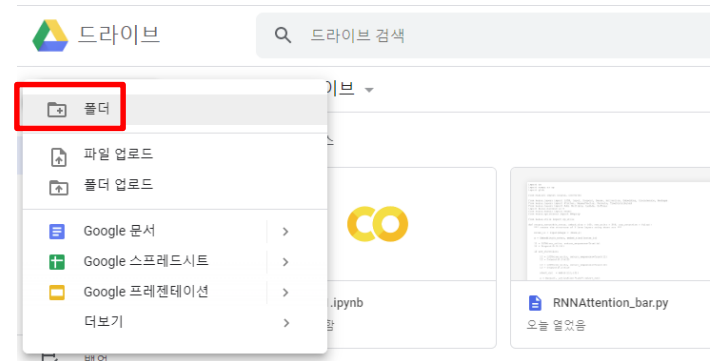 드라이브
드라이브 검색
이브
폴더
파일 업로드
폴더 업로드
Google 문서
Google 스프레드시트
Google 프레젠테이션
더보기
.ipynb
RNNAttention_bar.py
오늘 열었음